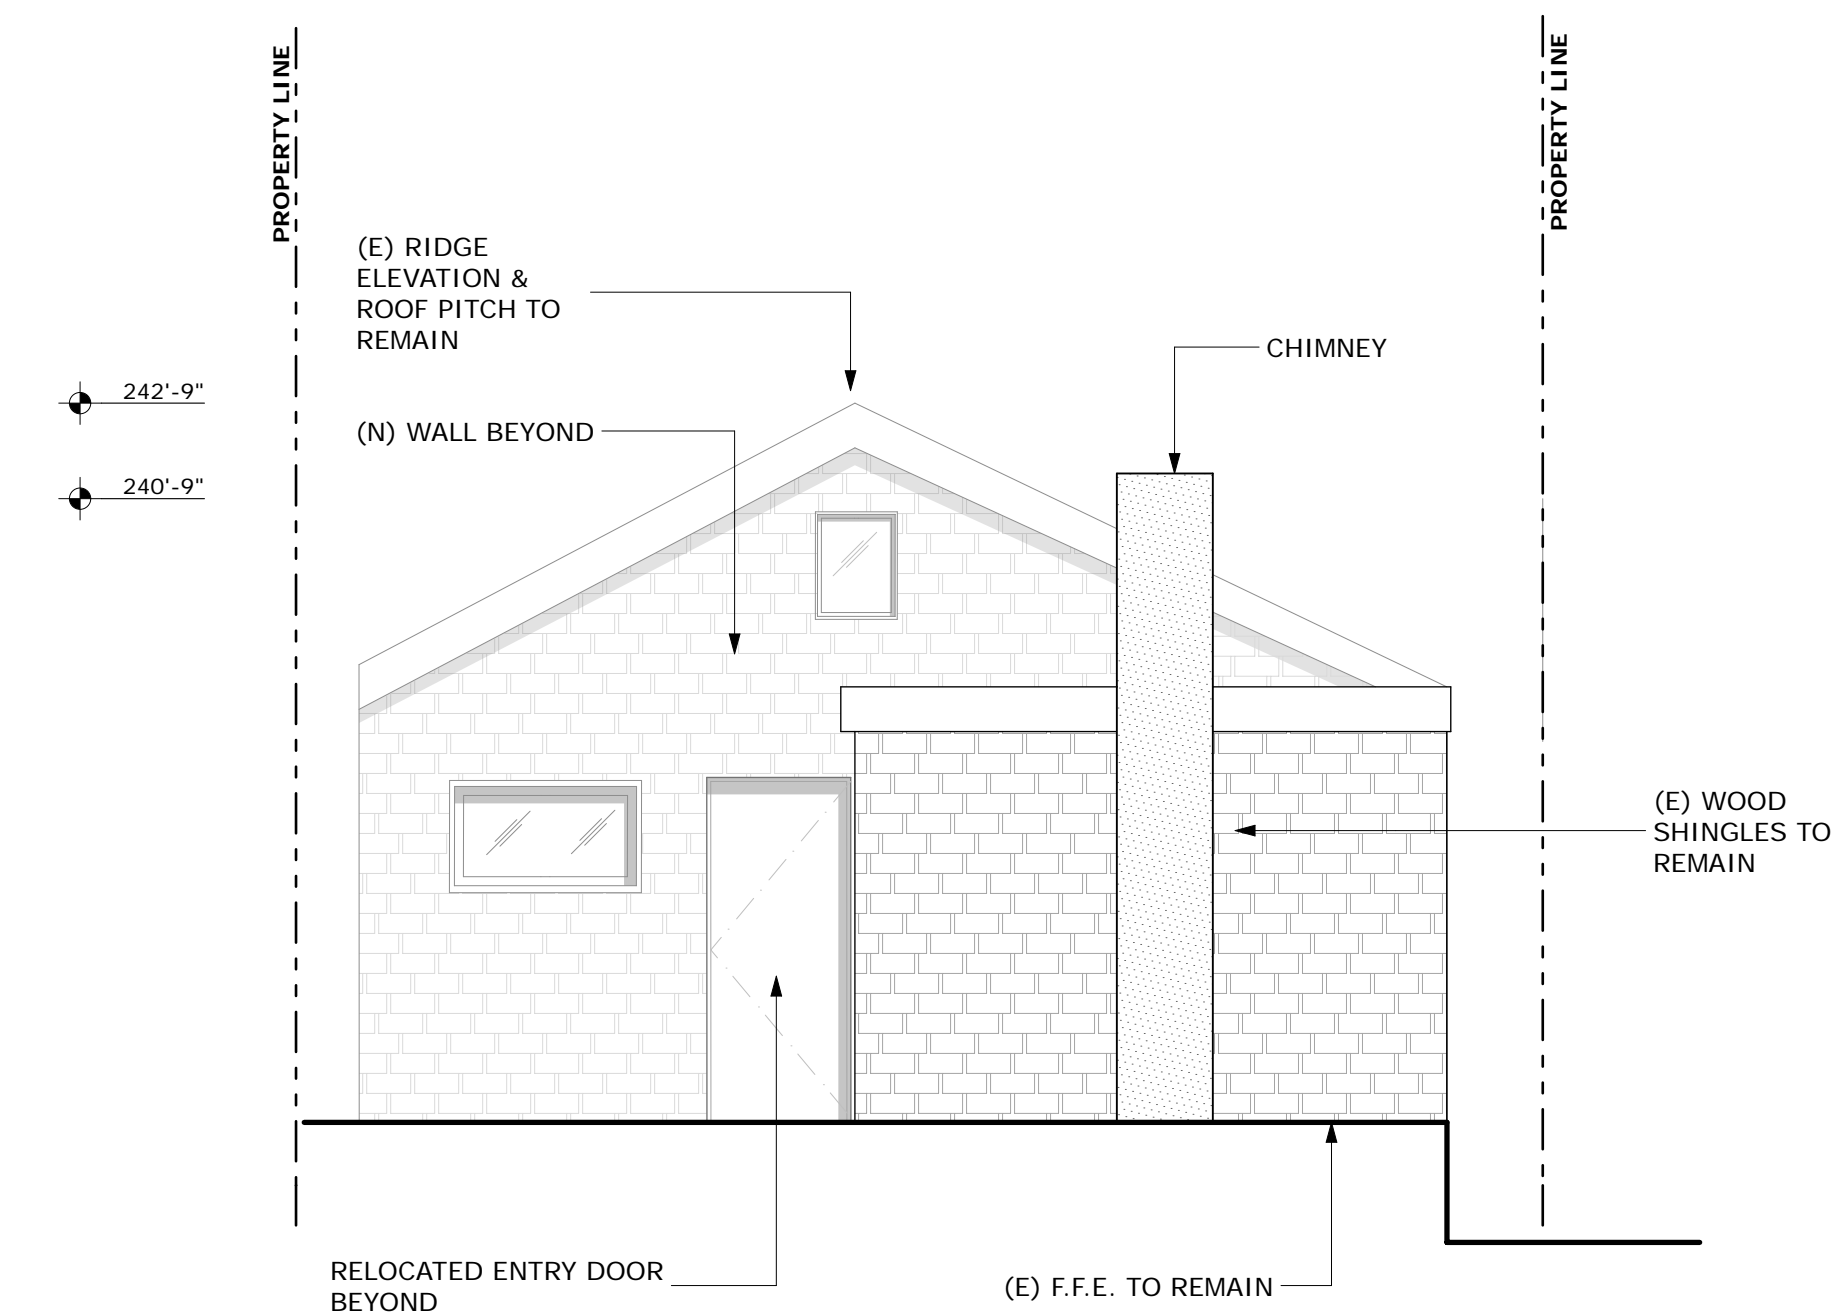 PROPERTY LINE
PROPERTY LINE
(E) RIDGE
ELEVATION &
ROOF PITCH TO
REMAIN
CHIMNEY
242'-9"
(N) WALL BEYOND
240'-9"
(E) WOOD
SHINGLES TO
REMAIN
RELOCATED ENTRY DOOR
BEYOND
(E) F.F.E. TO REMAIN